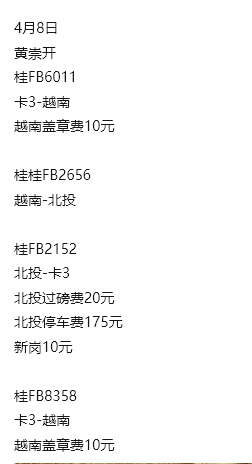 4月8日
黄崇开
桂FB6011
卡3-越南
越南盖章费10元
桂桂FB2656
越南-北投
桂FB2152
北投-卡3
北投过磅费20元
北投停车费175元
新岗10元
桂FB8358
卡3-越南
越南盖章费10元